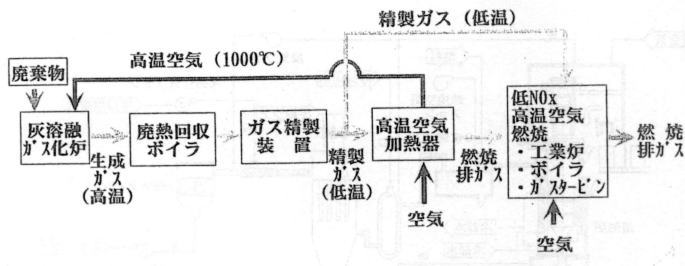 精製ガス（低温）
高温空気（1000℃）
廃棄物
灰溶融
ガス化炉
生成
ガス
（高温）
廃熱回収
ボイラ
ガス精製
装　置
精製
ガス
（低温）
高温空気
加熱器
空気
燃焼
排ガス
低NOx
高温空気
燃焼
・工業炉
・ボイラ
・ガスタービン
空気
燃　焼
排ガス